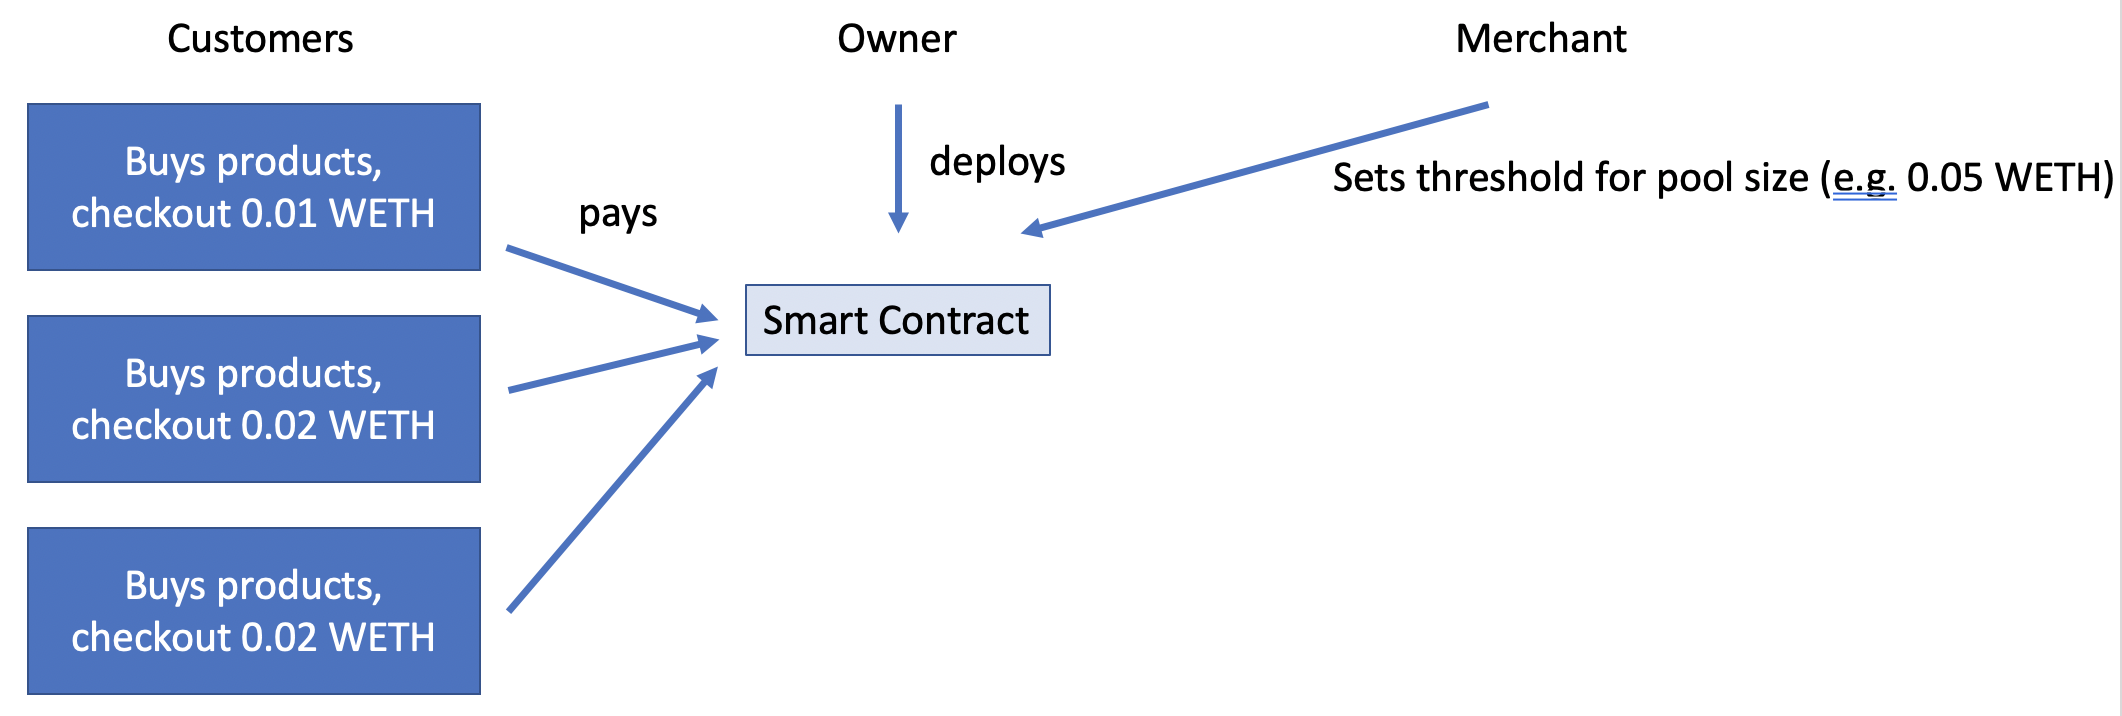 Customers
Owner
Merchant
Buys products,
checkout 0.01 WETH
pays
deploys
Sets threshold for pool size (e.g. 0.05 WETH)
Smart Contract
Buys products,
checkout 0.02 WETH
Buys products,
checkout 0.02 WETH